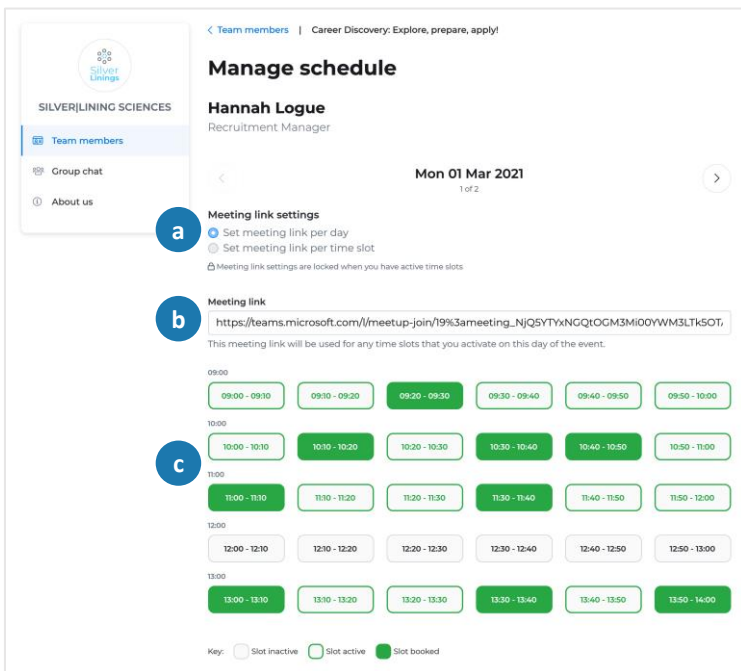 < Team members | Career Discovery: Explore, prepare, apply!
Silver
Linings
Manage schedule
SILVER|LINING SCIENCES
Hannah Logue
Recruitment Manager
Team members
Group chat
About us
Mon 01 Mar 2021
1 of 2
Meeting link settings
a
Set meeting link per day
Set meeting link per time slot
Meeting link settings are locked when you have active time slots
Meeting link
b
https://teams.microsoft.com/l/meetup-join/19%3ameeting_NjQ5YTYxNGQtOGM3Mi00YWM3LTk5OT
This meeting link will be used for any time slots that you activate on this day of the event.
09:00
09:00 - 09:10 09:10 - 09:20 09:20 - 09:30 09:30 - 09:40 09:40 - 09:50 09:50 - 10:00
10:00
10:00 - 10:10 10:10 - 10:20 10:20 - 10:30 10:30 - 10:40 10:40 - 10:50 10:50 - 11:00
c
11:00
11:00 - 11:10 11:10 - 11:20 11:20 - 11:30 11:30 - 11:40 11:40 - 11:50 11:50 - 12:00
12:00
12:00 - 12:10 12:10 - 12:20 12:20 - 12:30 12:30 - 12:40 12:40 - 12:50 12:50 - 13:00
13:00
13:00 - 13:10 13:10 - 13:20 13:20 - 13:30 13:30 - 13:40 13:40 - 13:50 13:50 - 14:00
Key: Slot inactive Slot active Slot booked